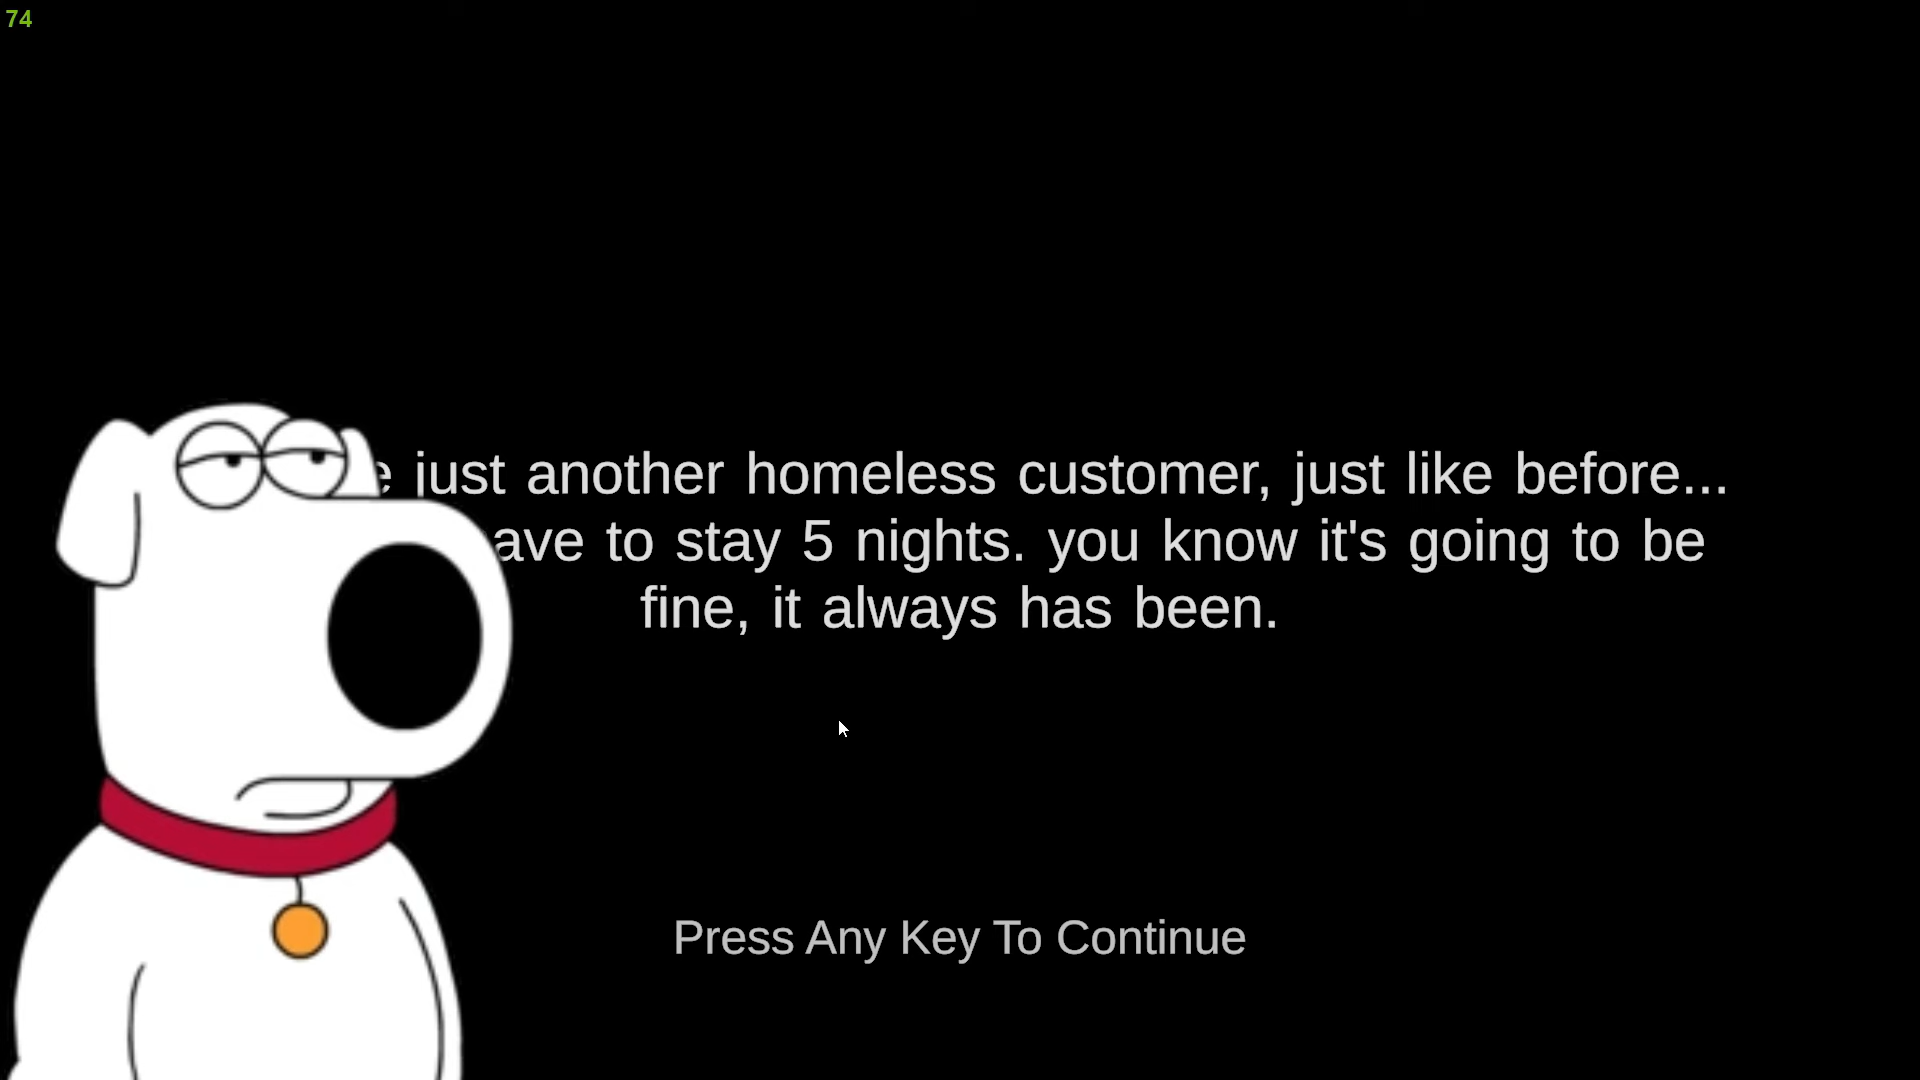 74
just another homeless customer, just like before...
to stay 5 nights. you know it's going to be
fine, it always has been.
Press Any Key To Continue